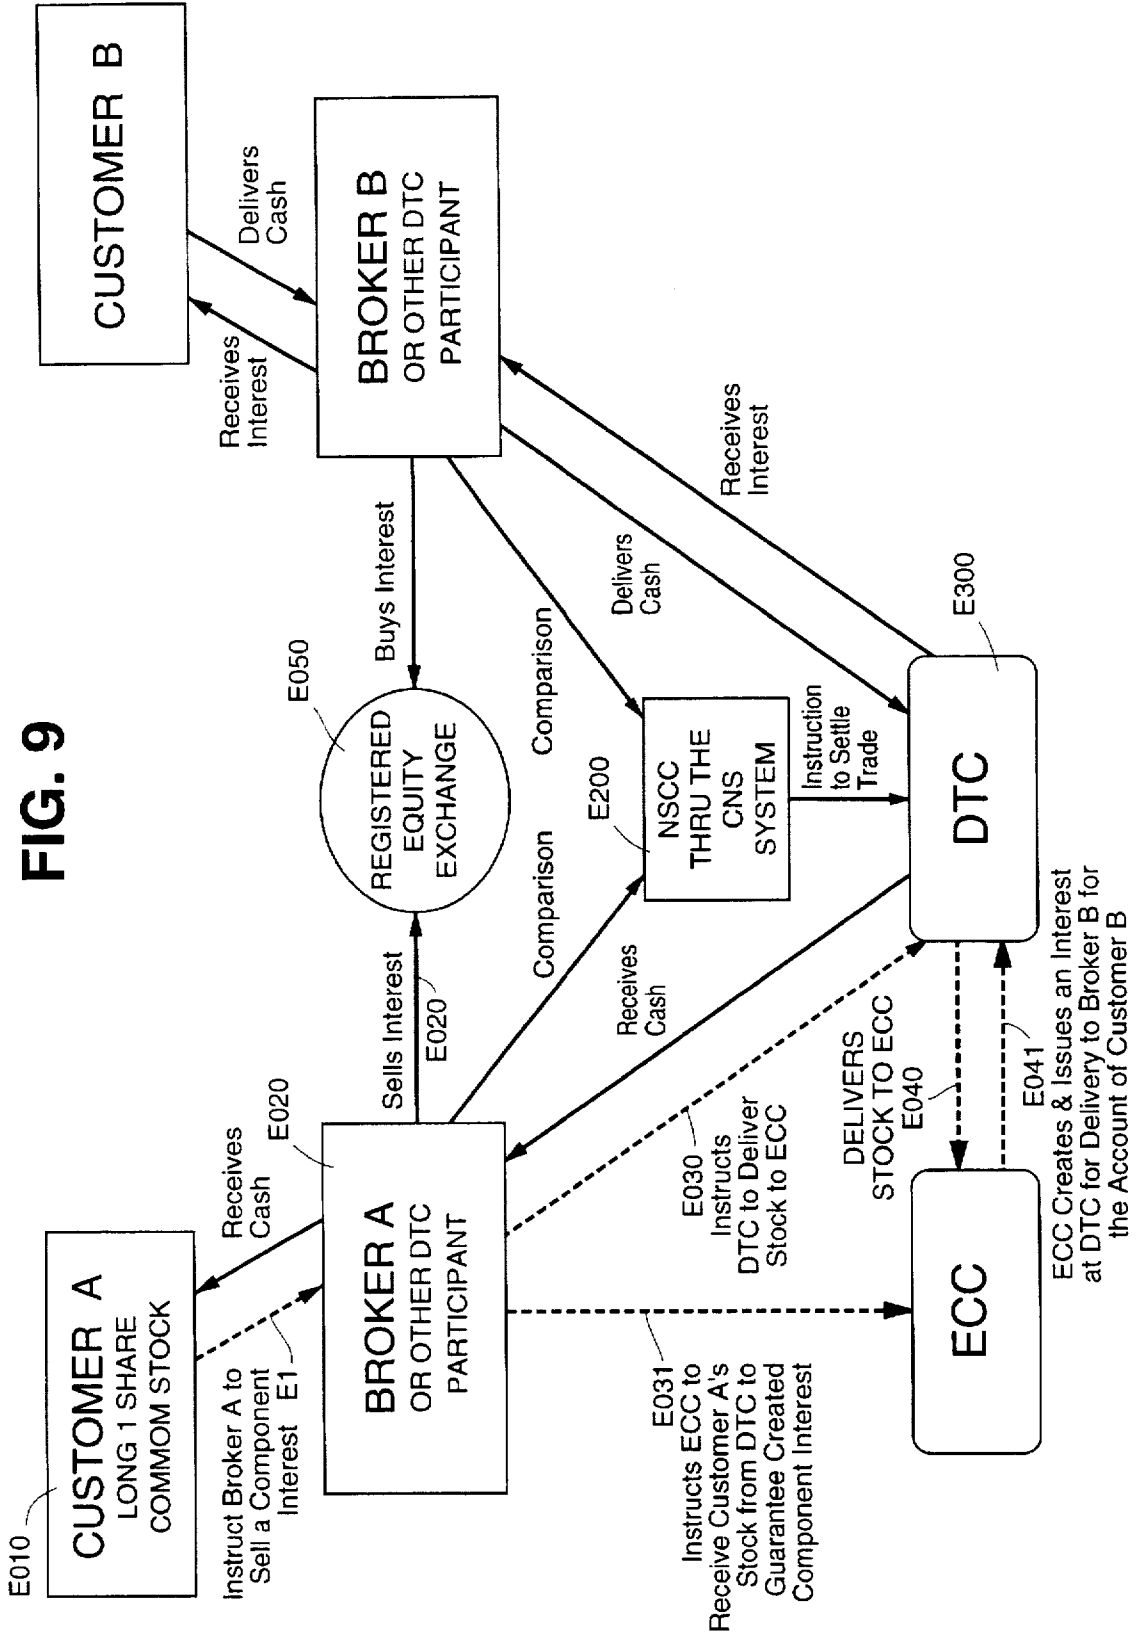 FIG. 9
E010
CUSTOMER A
LONG 1 SHARE
COMMOM STOCK
CUSTOMER B
Instruct Broker A to
Sell a Component
Interest E1
Receives
Cash
Receives
Interest
Delivers
Cash
E020
BROKER A
OR OTHER DTC
PARTICIPANT
Sells Interest
E020
E050
REGISTERED
EQUITY
EXCHANGE
Buys Interest
BROKER B
OR OTHER DTC
PARTICIPANT
Comparison
Comparison
E200
NSCC
THRU THE
CNS
SYSTEM
Receives
Cash
Delivers
Cash
Receives
Interest
Instruction
to Settle
Trade
E031
Instructs ECC to
Receive Customer A's
Stock from DTC to
Guarantee Created
Component Interest
E030
Instructs
DTC to Deliver
Stock to ECC
DELIVERS
STOCK TO ECC
E040
E300
ECC
DTC
E041
ECC Creates & Issues an Interest
at DTC for Delivery to Broker B for
the Account of Customer B